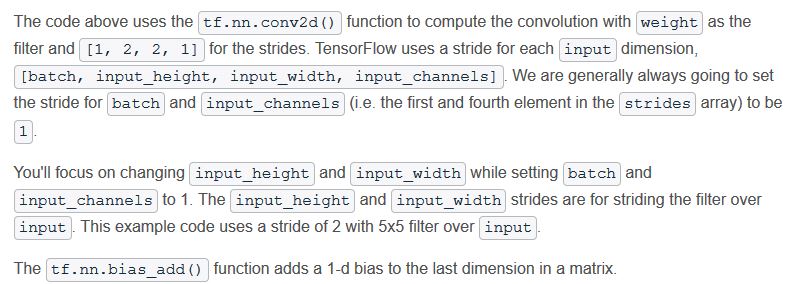 The code above uses the tf.nn.conv2d() function to compute the convolution with weight as the
filter and [1, 2, 2, 1] for the strides. TensorFlow uses a stride for each input dimension,
[batch, input_height, input_width, input_channels]. We are generally always going to set
the stride for batch and input_channels (i.e. the first and fourth element in the strides array) to be
1.
You'll focus on changing input_height and input_width while setting batch and
input_channels to 1. The input_height and input_width strides are for striding the filter over
input. This example code uses a stride of 2 with 5x5 filter over input.
The tf.nn.bias_add() function adds a 1-d bias to the last dimension in a matrix.